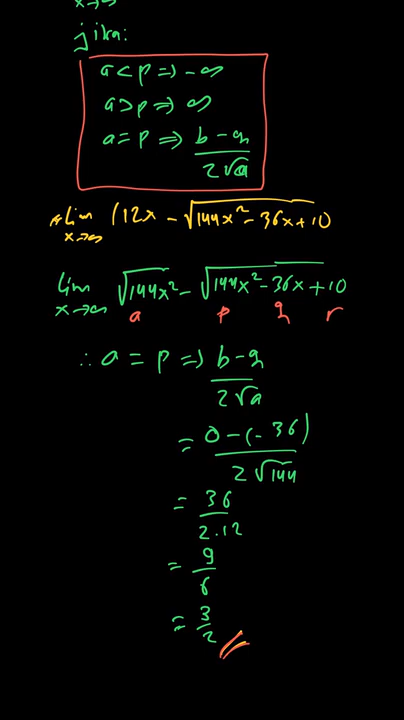 x→∞
jika:
a < p ⇒ -∞
a > p ⇒ ∞
a = p ⇒ b - q / 2√a
lim x→∞ (12x - √144x² - 36x + 10
lim x→∞ √144x² - √144x² - 36x + 10
a p q r
∴ a = p ⇒ b - q / 2√a
= 0 - (-36) / 2√144
= 36 / 2.12
= 9 / 6
= 3 / 2